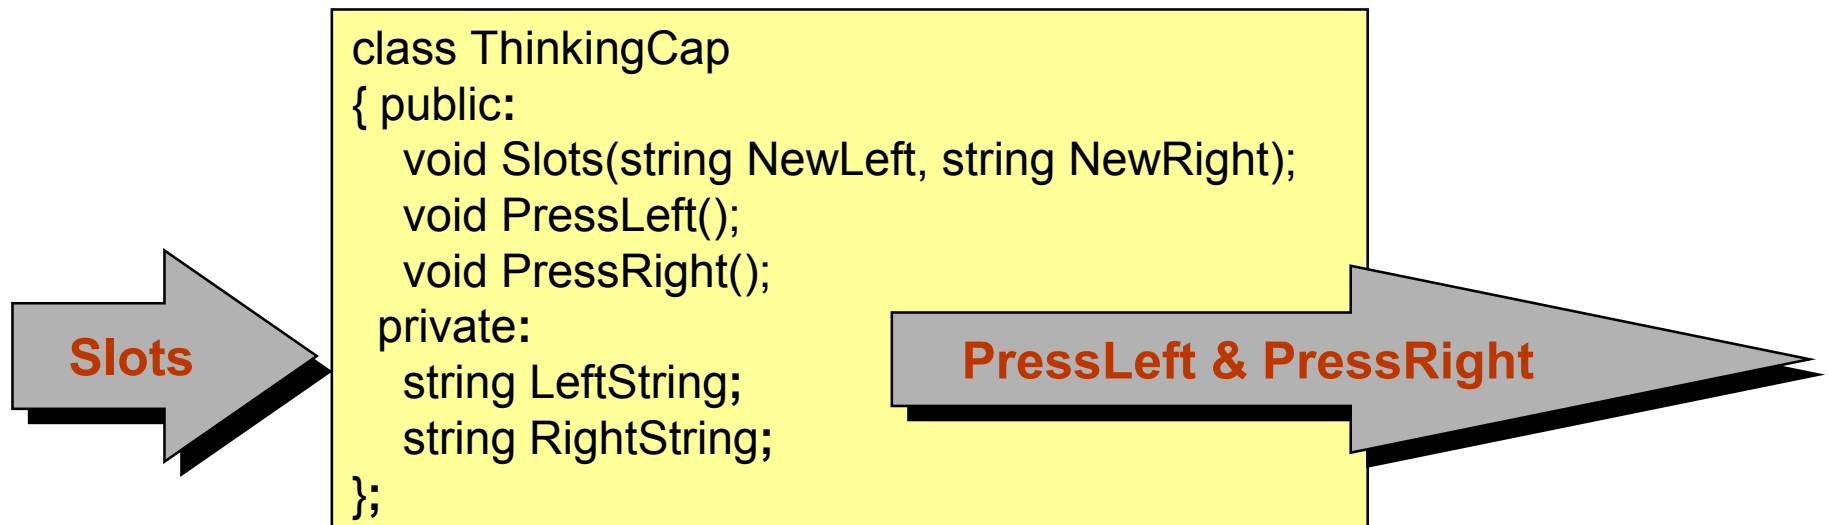 class ThinkingCap
{ public:
void Slots(string NewLeft, string NewRight);
void PressLeft();
void PressRight();
private:
string LeftString;
string RightString;
};
Slots
PressLeft & PressRight